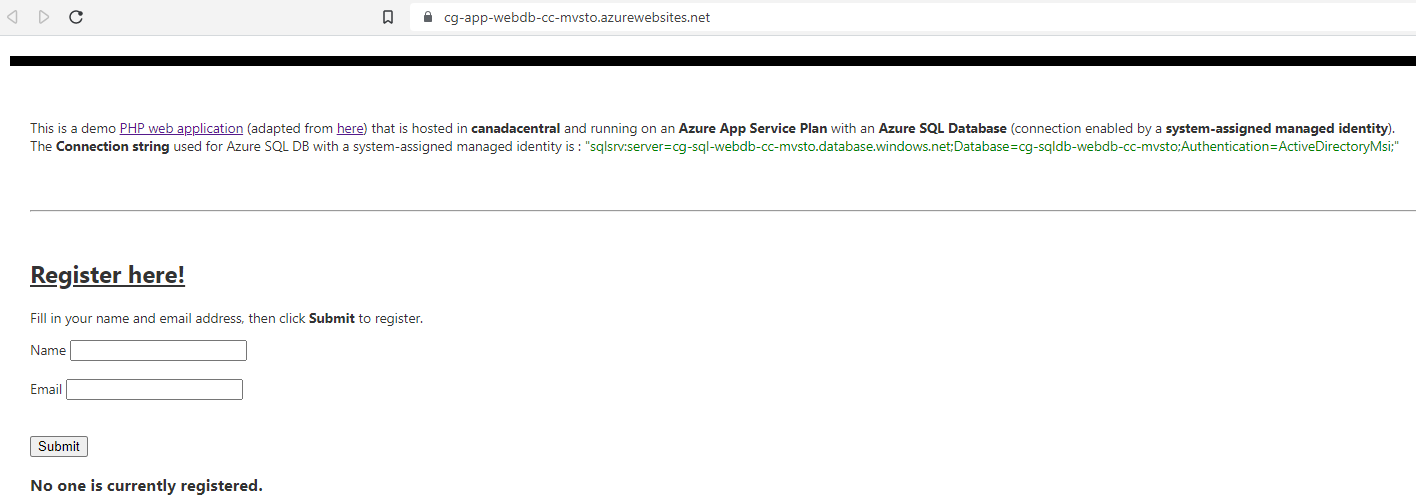 cg-app-webdb-cc-mvsto.azurewebsites.net
This is a demo PHP web application (adapted from here) that is hosted in canadacentral and running on an Azure App Service Plan with an Azure SQL Database (connection enabled by a system-assigned managed identity).
The Connection string used for Azure SQL DB with a system-assigned managed identity is : "sqlsrv:server=cg-sql-webdb-cc-mvsto.database.windows.net;Database=cg-sqldb-webdb-cc-mvsto;Authentication=ActiveDirectoryMsi;"
Register here!
Fill in your name and email address, then click Submit to register.
Name
Email
Submit
No one is currently registered.